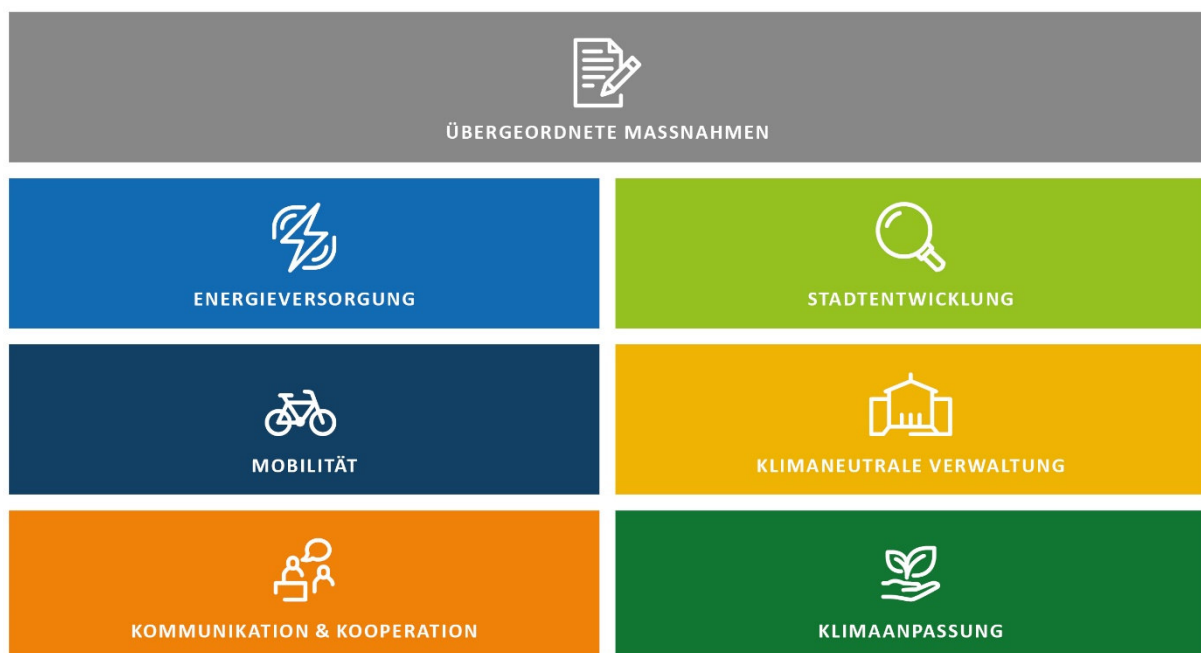 ÜBERGEORDNETE MASSNAHMEN
ENERGIEVERSORGUNG
STADTENTWICKLUNG
MOBILITÄT
KLIMANEUTRALE VERWALTUNG
KOMMUNIKATION & KOOPERATION
KLIMAANPASSUNG